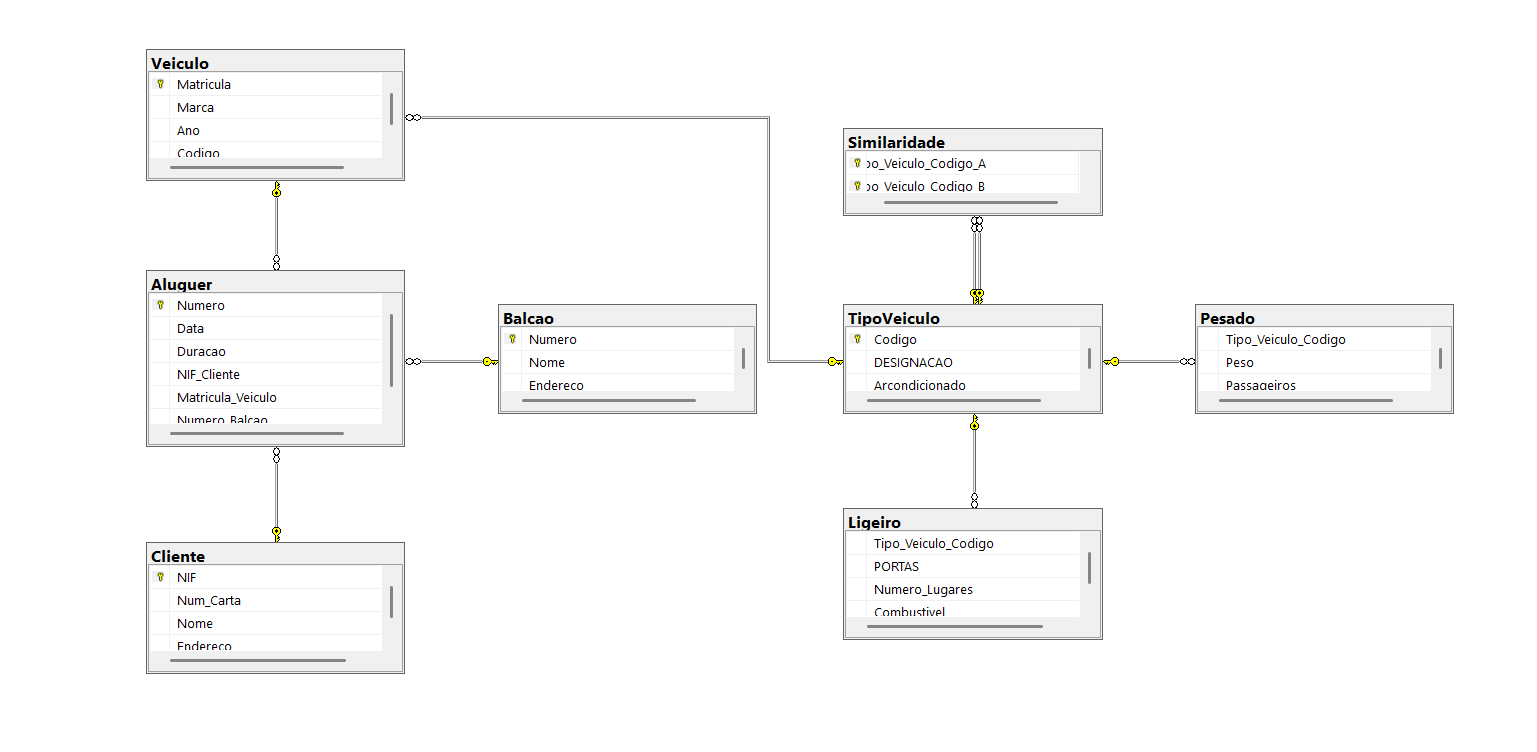 Veiculo
Matricula
Marca
Ano
Codigo
Similaridade
po_Veiculo_Codigo_A
po_Veiculo_Codigo_B
Aluguer
Numero
Data
Duracao
NIF_Cliente
Matricula_Veiculo
Numero_Balcao
Balcao
Numero
Nome
Endereco
TipoVeiculo
Codigo
DESIGNACAO
Arcondicionado
Pesado
Tipo_Veiculo_Codigo
Peso
Passageiros
Cliente
NIF
Num_Carta
Nome
Endereco
Ligeiro
Tipo_Veiculo_Codigo
PORTAS
Numero_Lugares
Combustivel